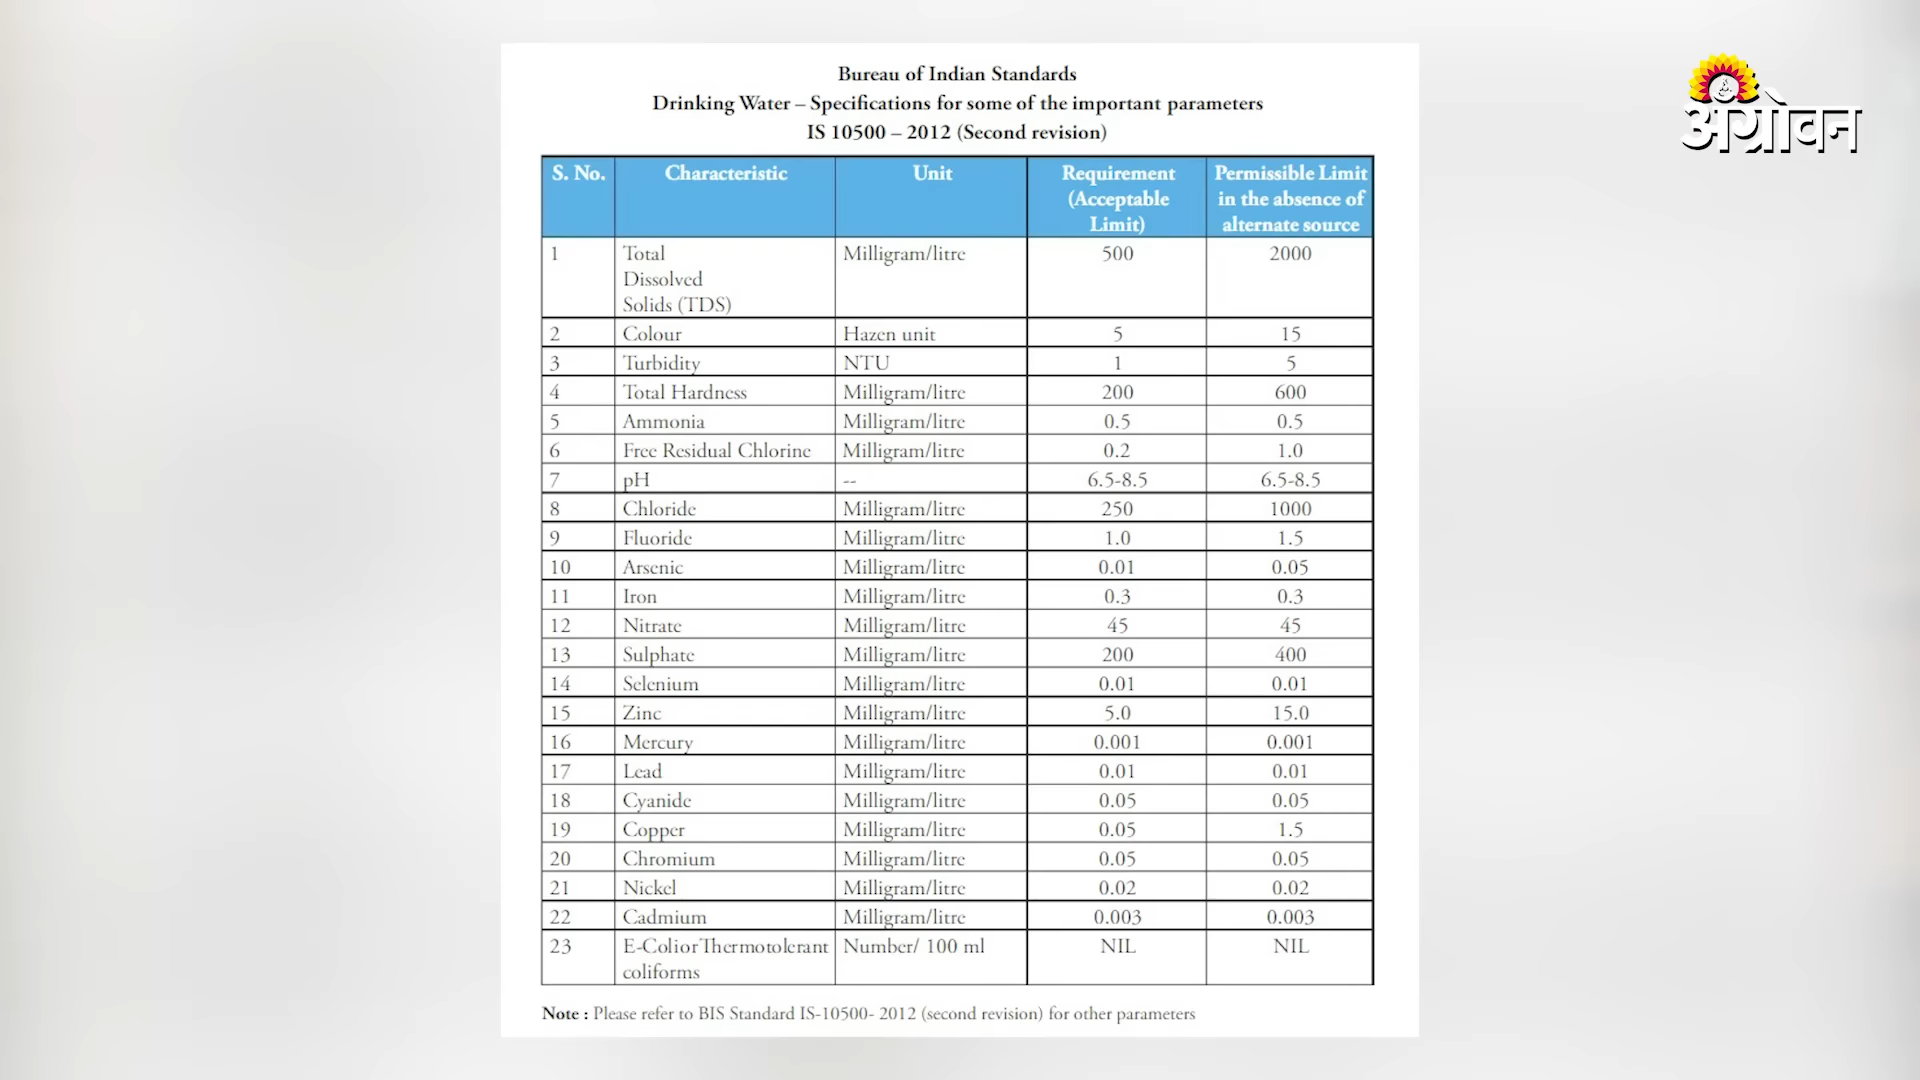 Bureau of Indian Standards
Drinking Water – Specifications for some of the important parameters
IS 10500 – 2012 (Second revision)
अॅग्रोवन
S. No. Characteristic Unit Requirement (Acceptable Limit) Permissible Limit in the absence of alternate source
1 Total Dissolved Solids (TDS) Milligram/litre 500 2000
2 Colour Hazen unit 5 15
3 Turbidity NTU 1 5
4 Total Hardness Milligram/litre 200 600
5 Ammonia Milligram/litre 0.5 0.5
6 Free Residual Chlorine Milligram/litre 0.2 1.0
7 pH -- 6.5-8.5 6.5-8.5
8 Chloride Milligram/litre 250 1000
9 Fluoride Milligram/litre 1.0 1.5
10 Arsenic Milligram/litre 0.01 0.05
11 Iron Milligram/litre 0.3 0.3
12 Nitrate Milligram/litre 45 45
13 Sulphate Milligram/litre 200 400
14 Selenium Milligram/litre 0.01 0.01
15 Zinc Milligram/litre 5.0 15.0
16 Mercury Milligram/litre 0.001 0.001
17 Lead Milligram/litre 0.01 0.01
18 Cyanide Milligram/litre 0.05 0.05
19 Copper Milligram/litre 0.05 1.5
20 Chromium Milligram/litre 0.05 0.05
21 Nickel Milligram/litre 0.02 0.02
22 Cadmium Milligram/litre 0.003 0.003
23 E-ColiorThermotolerant coliforms Number/ 100 ml NIL NIL
Note : Please refer to BIS Standard IS-10500- 2012 (second revision) for other parameters